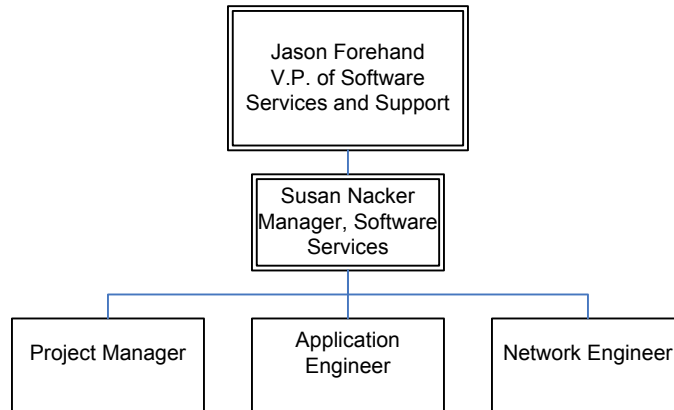 Jason Forehand
V.P. of Software
Services and Support
Susan Nacker
Manager, Software
Services
Project Manager
Application
Engineer
Network Engineer